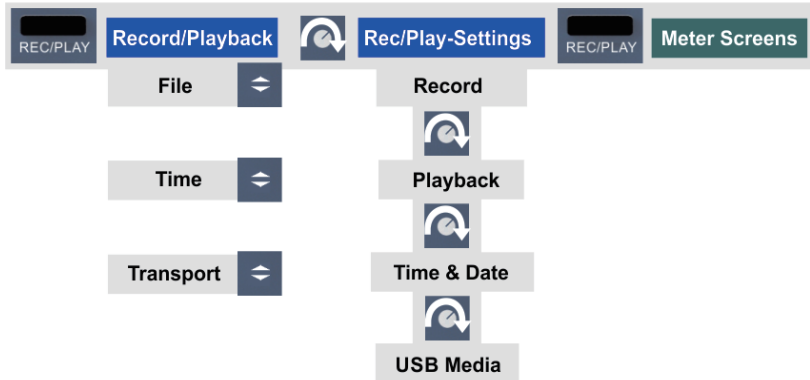 REC/PLAY Record/Playback Rec/Play-Settings REC/PLAY Meter Screens
File Record
Time Playback
Transport Time & Date
USB Media